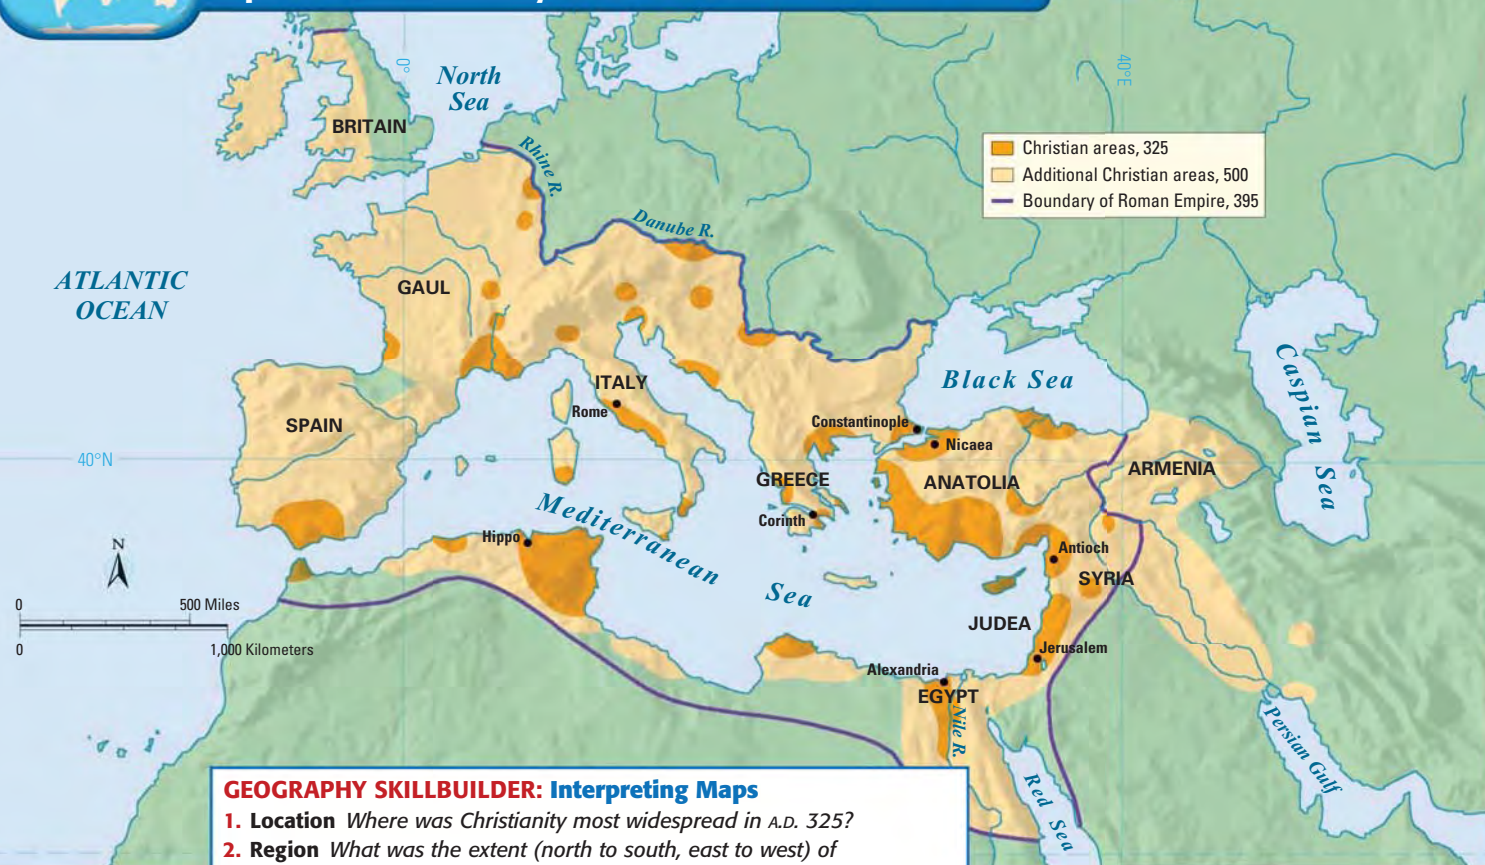 North
Sea
0°
40°E
BRITAIN
Rhine R.
Christian areas, 325
Additional Christian areas, 500
Boundary of Roman Empire, 395
Danube R.
ATLANTIC
OCEAN
GAUL
Caspian Sea
Black Sea
ITALY
Rome
SPAIN
Constantinople
Nicaea
40°N
GREECE
ANATOLIA
ARMENIA
Mediterranean Sea
Corinth
Hippo
N
Antioch
SYRIA
0
500 Miles
JUDEA
0
1,000 Kilometers
Jerusalem
Alexandria
EGYPT
Nile R.
Persian Gulf
Red Sea
GEOGRAPHY SKILLBUILDER: Interpreting Maps
1. Location Where was Christianity most widespread in A.D. 325?
2. Region What was the extent (north to south, east to west) of